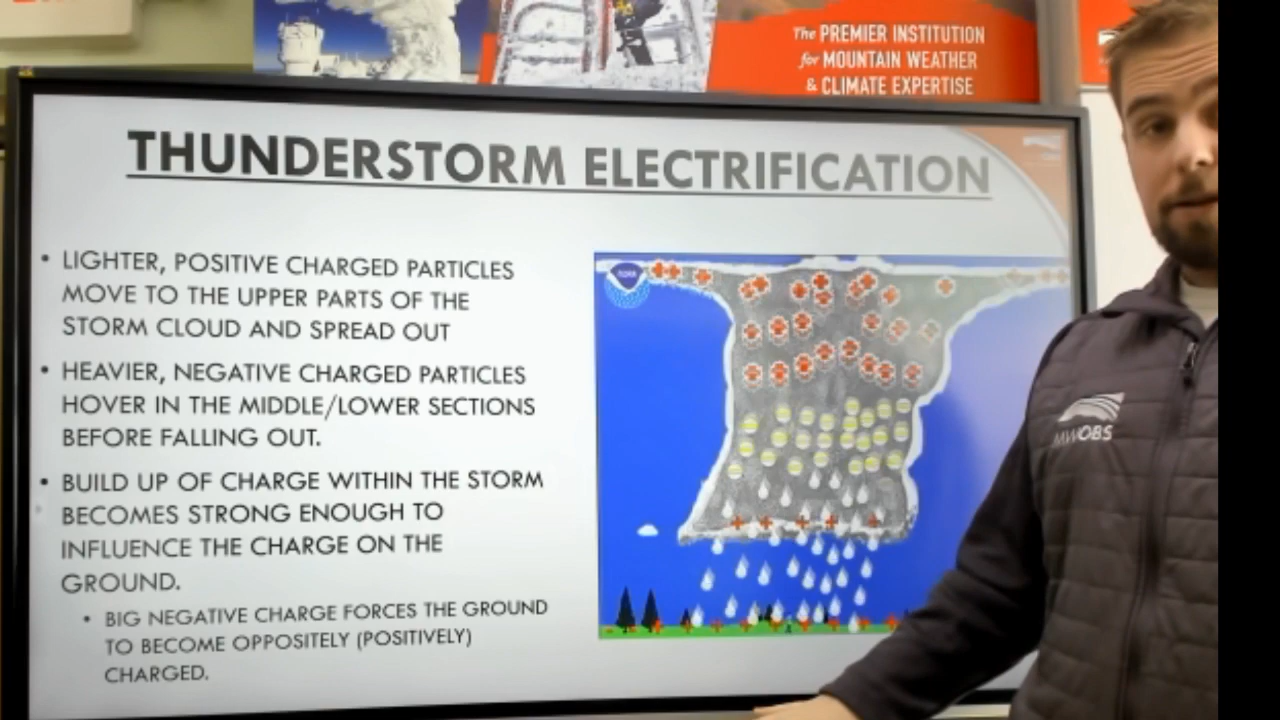 The PREMIER INSTITUTION
for MOUNTAIN WEATHER
& CLIMATE EXPERTISE
THUNDERSTORM ELECTRIFICATION
• LIGHTER, POSITIVE CHARGED PARTICLES
MOVE TO THE UPPER PARTS OF THE
STORM CLOUD AND SPREAD OUT
• HEAVIER, NEGATIVE CHARGED PARTICLES
HOVER IN THE MIDDLE/LOWER SECTIONS
BEFORE FALLING OUT.
• BUILD UP OF CHARGE WITHIN THE STORM
BECOMES STRONG ENOUGH TO
INFLUENCE THE CHARGE ON THE
GROUND.
• BIG NEGATIVE CHARGE FORCES THE GROUND
TO BECOME OPPOSITELY (POSITIVELY)
CHARGED.
MWOBS